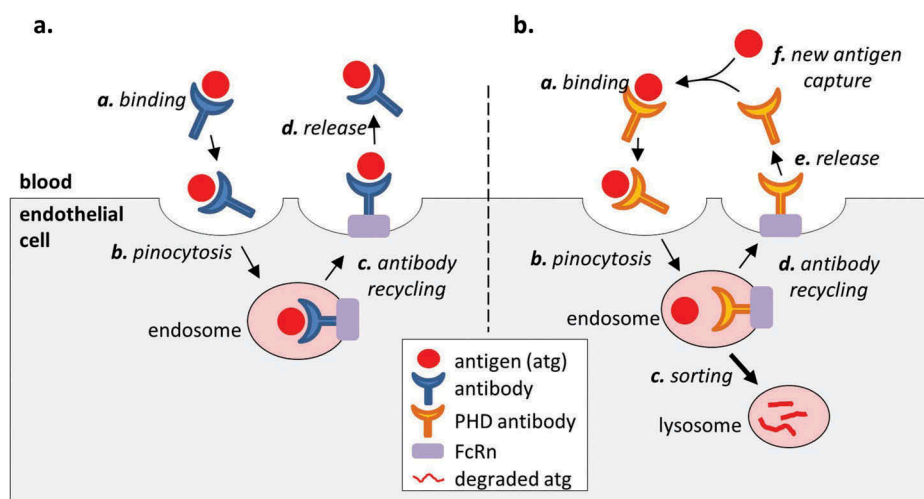 a.
a. binding
d. release
blood
endothelial
cell
b. pinocytosis
c. antibody
recycling
endosome
b.
f. new antigen
capture
a. binding
e. release
b. pinocytosis
d. antibody
recycling
endosome
c. sorting
lysosome
antigen (atg)
antibody
PHD antibody
FcRn
degraded atg